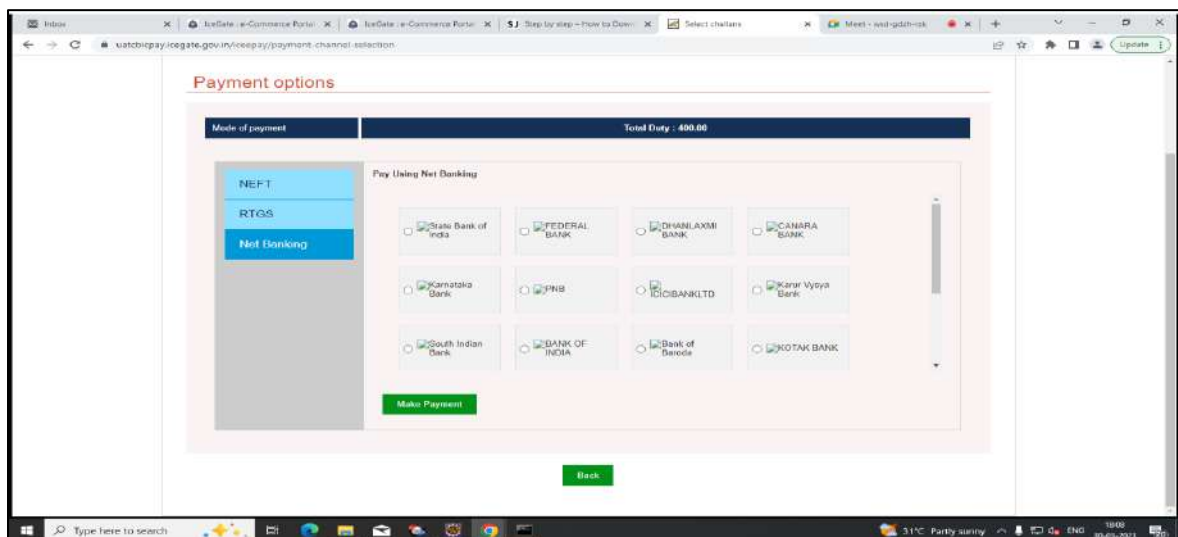 Inbox
IceGate : e-Commerce Portal
IceGate : e-Commerce Portal
SJ Step by step – How to Down
Select challans
Meet -
Update
uatcbicpay.icegate.gov.in/iceepay/payment-channel-selection
Payment options
Mode of payment
Total Duty : 400.00
NEFT
RTGS
Net Banking
Pay Using Net Banking
State Bank of
India
FEDERAL
BANK
DHANLAXMI
BANK
CANARA
BANK
Karnataka
Bank
PNB
ICICIBANKLTD
Karur Vysya
Bank
South Indian
Bank
BANK OF
INDIA
Bank of
Baroda
KOTAK BANK
Make Payment
Back
Type here to search
31°C Partly sunny
ENG
18:08